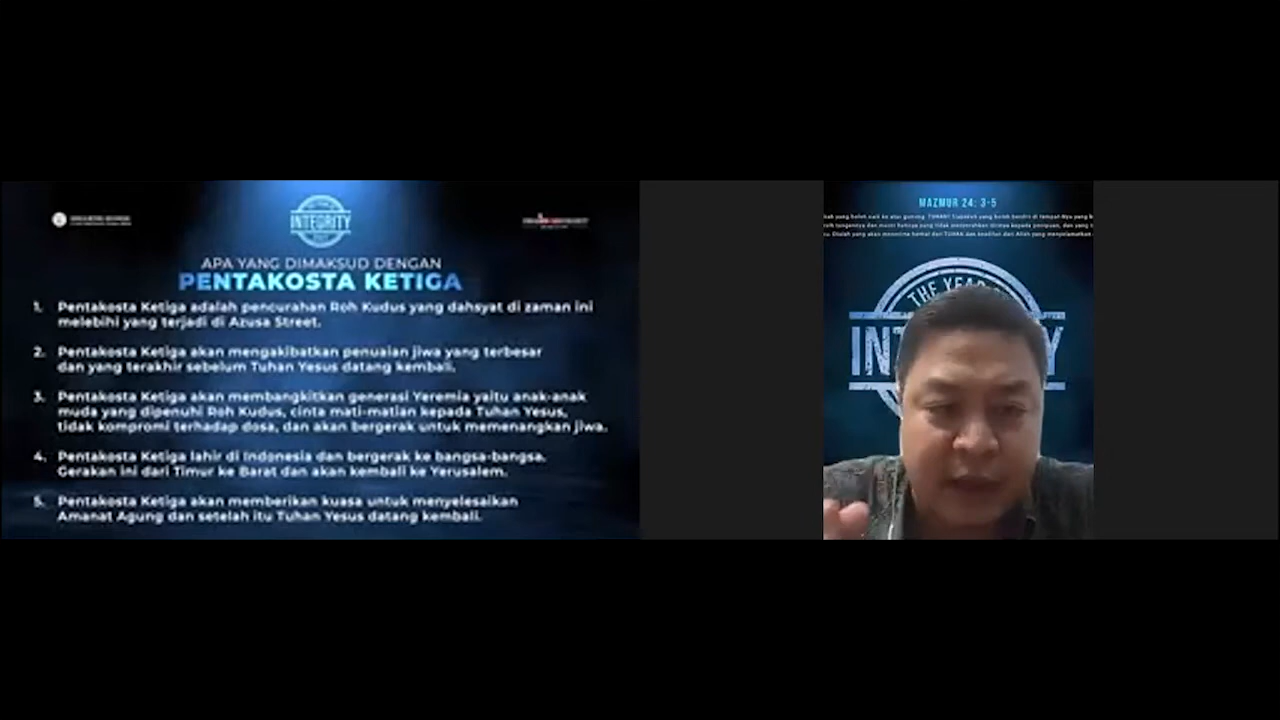 INTEGRITY
APA YANG DIMAKSUD DENGAN
PENTAKOSTA KETIGA
1. Pentakosta Ketiga adalah pencurahan Roh Kudus yang dahsyat di zaman ini
melebihi yang terjadi di Azusa Street.
2. Pentakosta Ketiga akan mengakibatkan penuaian jiwa yang terbesar
dan yang terakhir sebelum Tuhan Yesus datang kembali.
3. Pentakosta Ketiga akan membangkitkan generasi Yeremia yaitu anak-anak
muda yang dipenuhi Roh Kudus, cinta mati-matian kepada Tuhan Yesus,
tidak kompromi terhadap dosa, dan akan bergerak untuk memenangkan jiwa.
4. Pentakosta Ketiga lahir di Indonesia dan bergerak ke bangsa-bangsa.
Gerakan ini dari Timur ke Barat dan akan kembali ke Yerusalem.
5. Pentakosta Ketiga akan memberikan kuasa untuk menyelesaikan
Amanat Agung dan setelah itu Tuhan Yesus datang kembali.
MAZMUR 24: 3-5
THE YEAR
IN